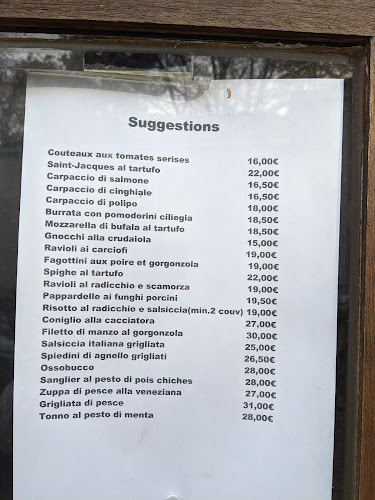 Suggestions
Couteaux aux tomates serises 16,00€
Saint-Jacques al tartufo 22,00€
Carpaccio di salmone 16,50€
Carpaccio di cinghiale 16,50€
Carpaccio di polipo 18,00€
Burrata con pomodorini ciliegia 18,50€
Mozzarella di bufala al tartufo 18,50€
Gnocchi alla crudaiola 15,00€
Ravioli ai carciofi 19,00€
Fagottini aux poire et gorgonzola 19,00€
Spighe al tartufo 22,00€
Ravioli al radicchio e scamorza 19,00€
Pappardelle ai funghi porcini 19,50€
Risotto al radicchio e salsiccia(min.2 couv) 19,00€
Coniglio alla cacciatora 27,00€
Filetto di manzo al gorgonzola 30,00€
Salsiccia italiana grigliata 25,00€
Spiedini di agnello grigliati 26,50€
Ossobucco 28,00€
Sanglier al pesto di pois chiches 28,00€
Zuppa di pesce alla veneziana 27,00€
Grigliata di pesce 31,00€
Tonno al pesto di menta 28,00€